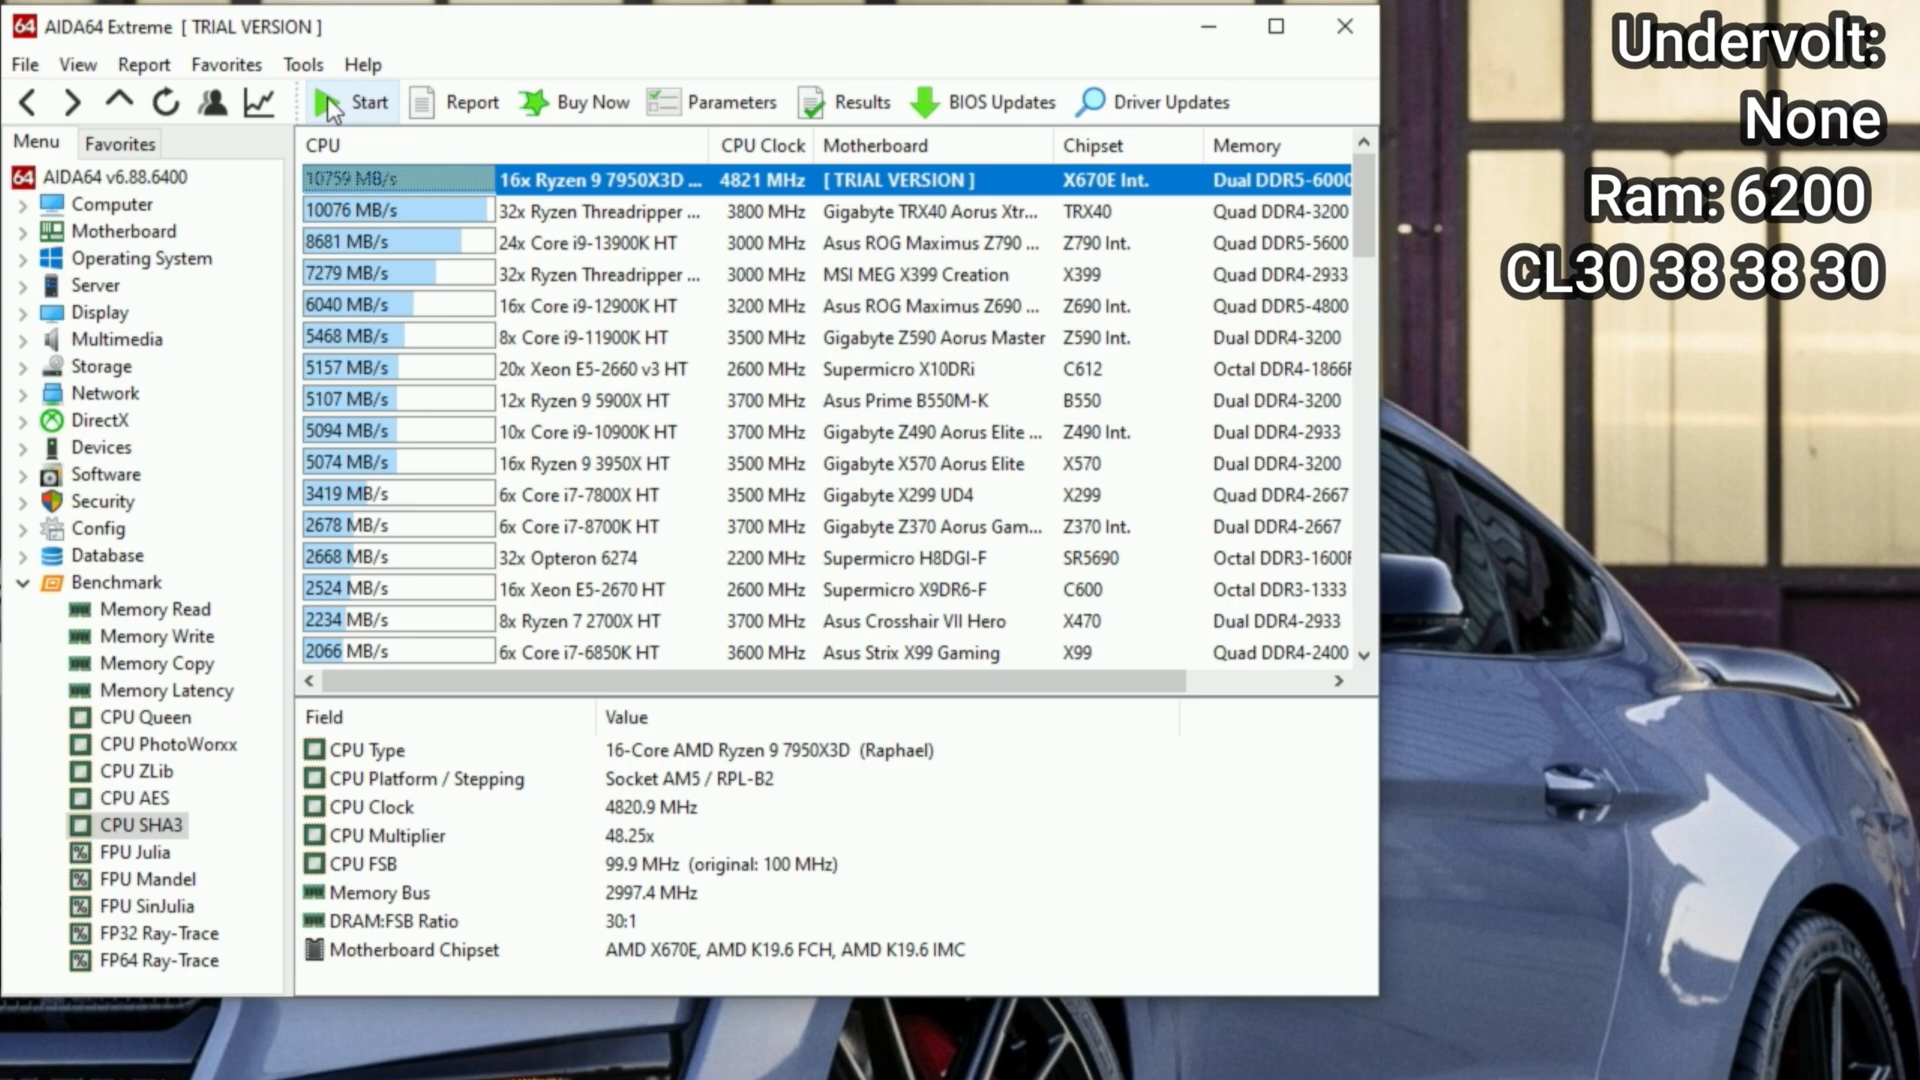 AIDA64 Extreme [ TRIAL VERSION ]
File View Report Favorites Tools Help
Start Report Buy Now Parameters Results BIOS Updates Driver Updates
Menu Favorites
AIDA64 v6.88.6400
Computer
Motherboard
Operating System
Server
Display
Multimedia
Storage
Network
DirectX
Devices
Software
Security
Config
Database
Benchmark
Memory Read
Memory Write
Memory Copy
Memory Latency
CPU Queen
CPU PhotoWorxx
CPU ZLib
CPU AES
CPU SHA3
FPU Julia
FPU Mandel
FPU SinJulia
FP32 Ray-Trace
FP64 Ray-Trace
CPU CPU Clock Motherboard Chipset Memory
10759 MB/s 16x Ryzen 9 7950X3D ... 4821 MHz [ TRIAL VERSION ] X670E Int. Dual DDR5-6000
10076 MB/s 32x Ryzen Threadripper ... 3800 MHz Gigabyte TRX40 Aorus Xtr... TRX40 Quad DDR4-3200
8681 MB/s 24x Core i9-13900K HT 3000 MHz Asus ROG Maximus Z790 ... Z790 Int. Quad DDR5-5600
7279 MB/s 32x Ryzen Threadripper ... 3000 MHz MSI MEG X399 Creation X399 Quad DDR4-2933
6040 MB/s 16x Core i9-12900K HT 3200 MHz Asus ROG Maximus Z690 ... Z690 Int. Quad DDR5-4800
5468 MB/s 8x Core i9-11900K HT 3500 MHz Gigabyte Z590 Aorus Master Z590 Int. Dual DDR4-3200
5157 MB/s 20x Xeon E5-2660 v3 HT 2600 MHz Supermicro X10DRi C612 Octal DDR4-1866R
5107 MB/s 12x Ryzen 9 5900X HT 3700 MHz Asus Prime B550M-K B550 Dual DDR4-3200
5094 MB/s 10x Core i9-10900K HT 3700 MHz Gigabyte Z490 Aorus Elite ... Z490 Int. Dual DDR4-2933
5074 MB/s 16x Ryzen 9 3950X HT 3500 MHz Gigabyte X570 Aorus Elite X570 Dual DDR4-3200
3419 MB/s 6x Core i7-7800X HT 3500 MHz Gigabyte X299 UD4 X299 Quad DDR4-2667
2678 MB/s 6x Core i7-8700K HT 3700 MHz Gigabyte Z370 Aorus Gam... Z370 Int. Dual DDR4-2667
2668 MB/s 32x Opteron 6274 2200 MHz Supermicro H8DGI-F SR5690 Octal DDR3-1600R
2524 MB/s 16x Xeon E5-2670 HT 2600 MHz Supermicro X9DR6-F C600 Octal DDR3-1333
2234 MB/s 8x Ryzen 7 2700X HT 3700 MHz Asus Crosshair VII Hero X470 Dual DDR4-2933
2066 MB/s 6x Core i7-6850K HT 3600 MHz Asus Strix X99 Gaming X99 Quad DDR4-2400
Field Value
CPU Type 16-Core AMD Ryzen 9 7950X3D (Raphael)
CPU Platform / Stepping Socket AM5 / RPL-B2
CPU Clock 4820.9 MHz
CPU Multiplier 48.25x
CPU FSB 99.9 MHz (original: 100 MHz)
Memory Bus 2997.4 MHz
DRAM:FSB Ratio 30:1
Motherboard Chipset AMD X670E, AMD K19.6 FCH, AMD K19.6 IMC
Undervolt:
None
Ram: 6200
CL30 38 38 30